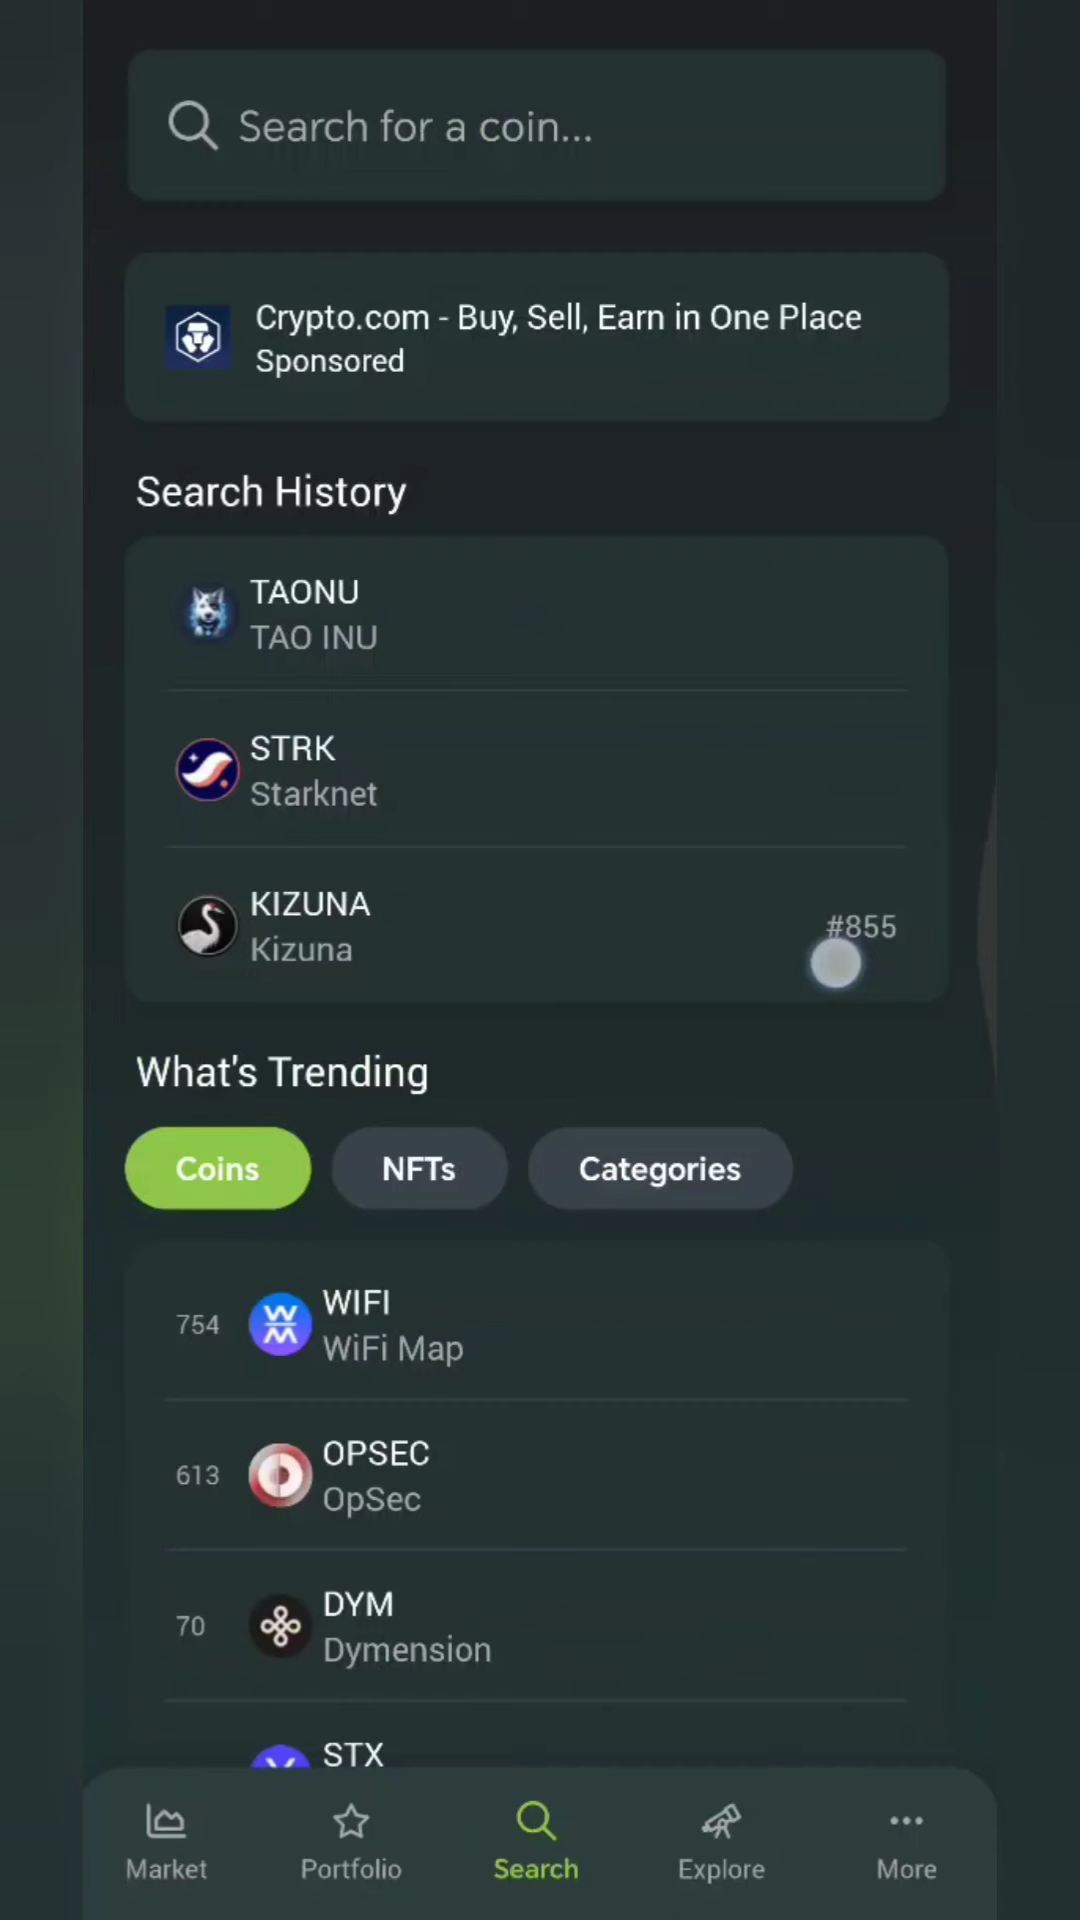 Search for a coin...
Crypto.com - Buy, Sell, Earn in One Place
Sponsored
Search History
TAONU
TAO INU
STRK
Starknet
KIZUNA
Kizuna
#855
What's Trending
Coins
NFTs
Categories
754
WIFI
WiFi Map
613
OPSEC
OpSec
70
DYM
Dymension
STX
Market
Portfolio
Search
Explore
More